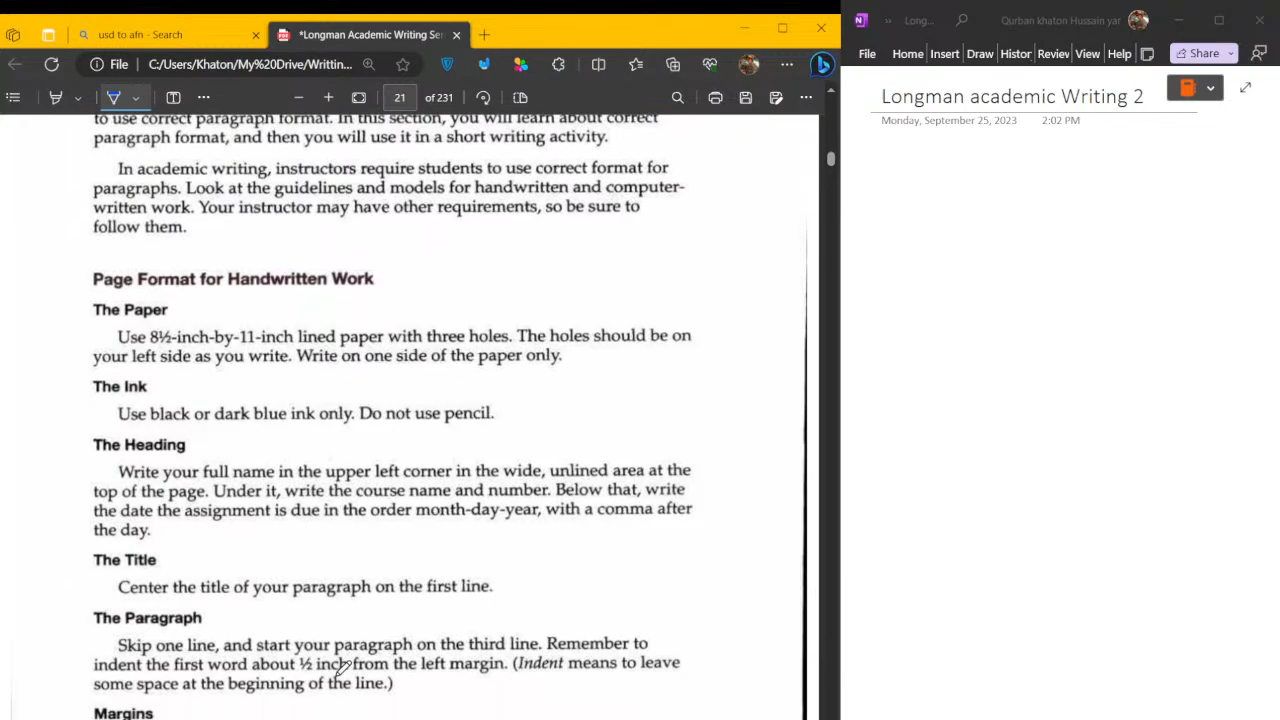 usd to afn - Search
*Longman Academic Writing Ser
File
C:/Users/Khaton/My%20Drive/Writtin...
21 of 231
to use correct paragraph format. In this section, you will learn about correct
paragraph format, and then you will use it in a short writing activity.
In academic writing, instructors require students to use correct format for
paragraphs. Look at the guidelines and models for handwritten and computer-
written work. Your instructor may have other requirements, so be sure to
follow them.
Page Format for Handwritten Work
The Paper
Use 8½-inch-by-11-inch lined paper with three holes. The holes should be on
your left side as you write. Write on one side of the paper only.
The Ink
Use black or dark blue ink only. Do not use pencil.
The Heading
Write your full name in the upper left corner in the wide, unlined area at the
top of the page. Under it, write the course name and number. Below that, write
the date the assignment is due in the order month-day-year, with a comma after
the day.
The Title
Center the title of your paragraph on the first line.
The Paragraph
Skip one line, and start your paragraph on the third line. Remember to
indent the first word about ½ inch from the left margin. (Indent means to leave
some space at the beginning of the line.)
Margins
N
Long...
Qurban khaton Hussain yar
File Home Insert Draw Histor Review Help Share
Longman academic Writing 2
Monday, September 25, 2023 2:02 PM